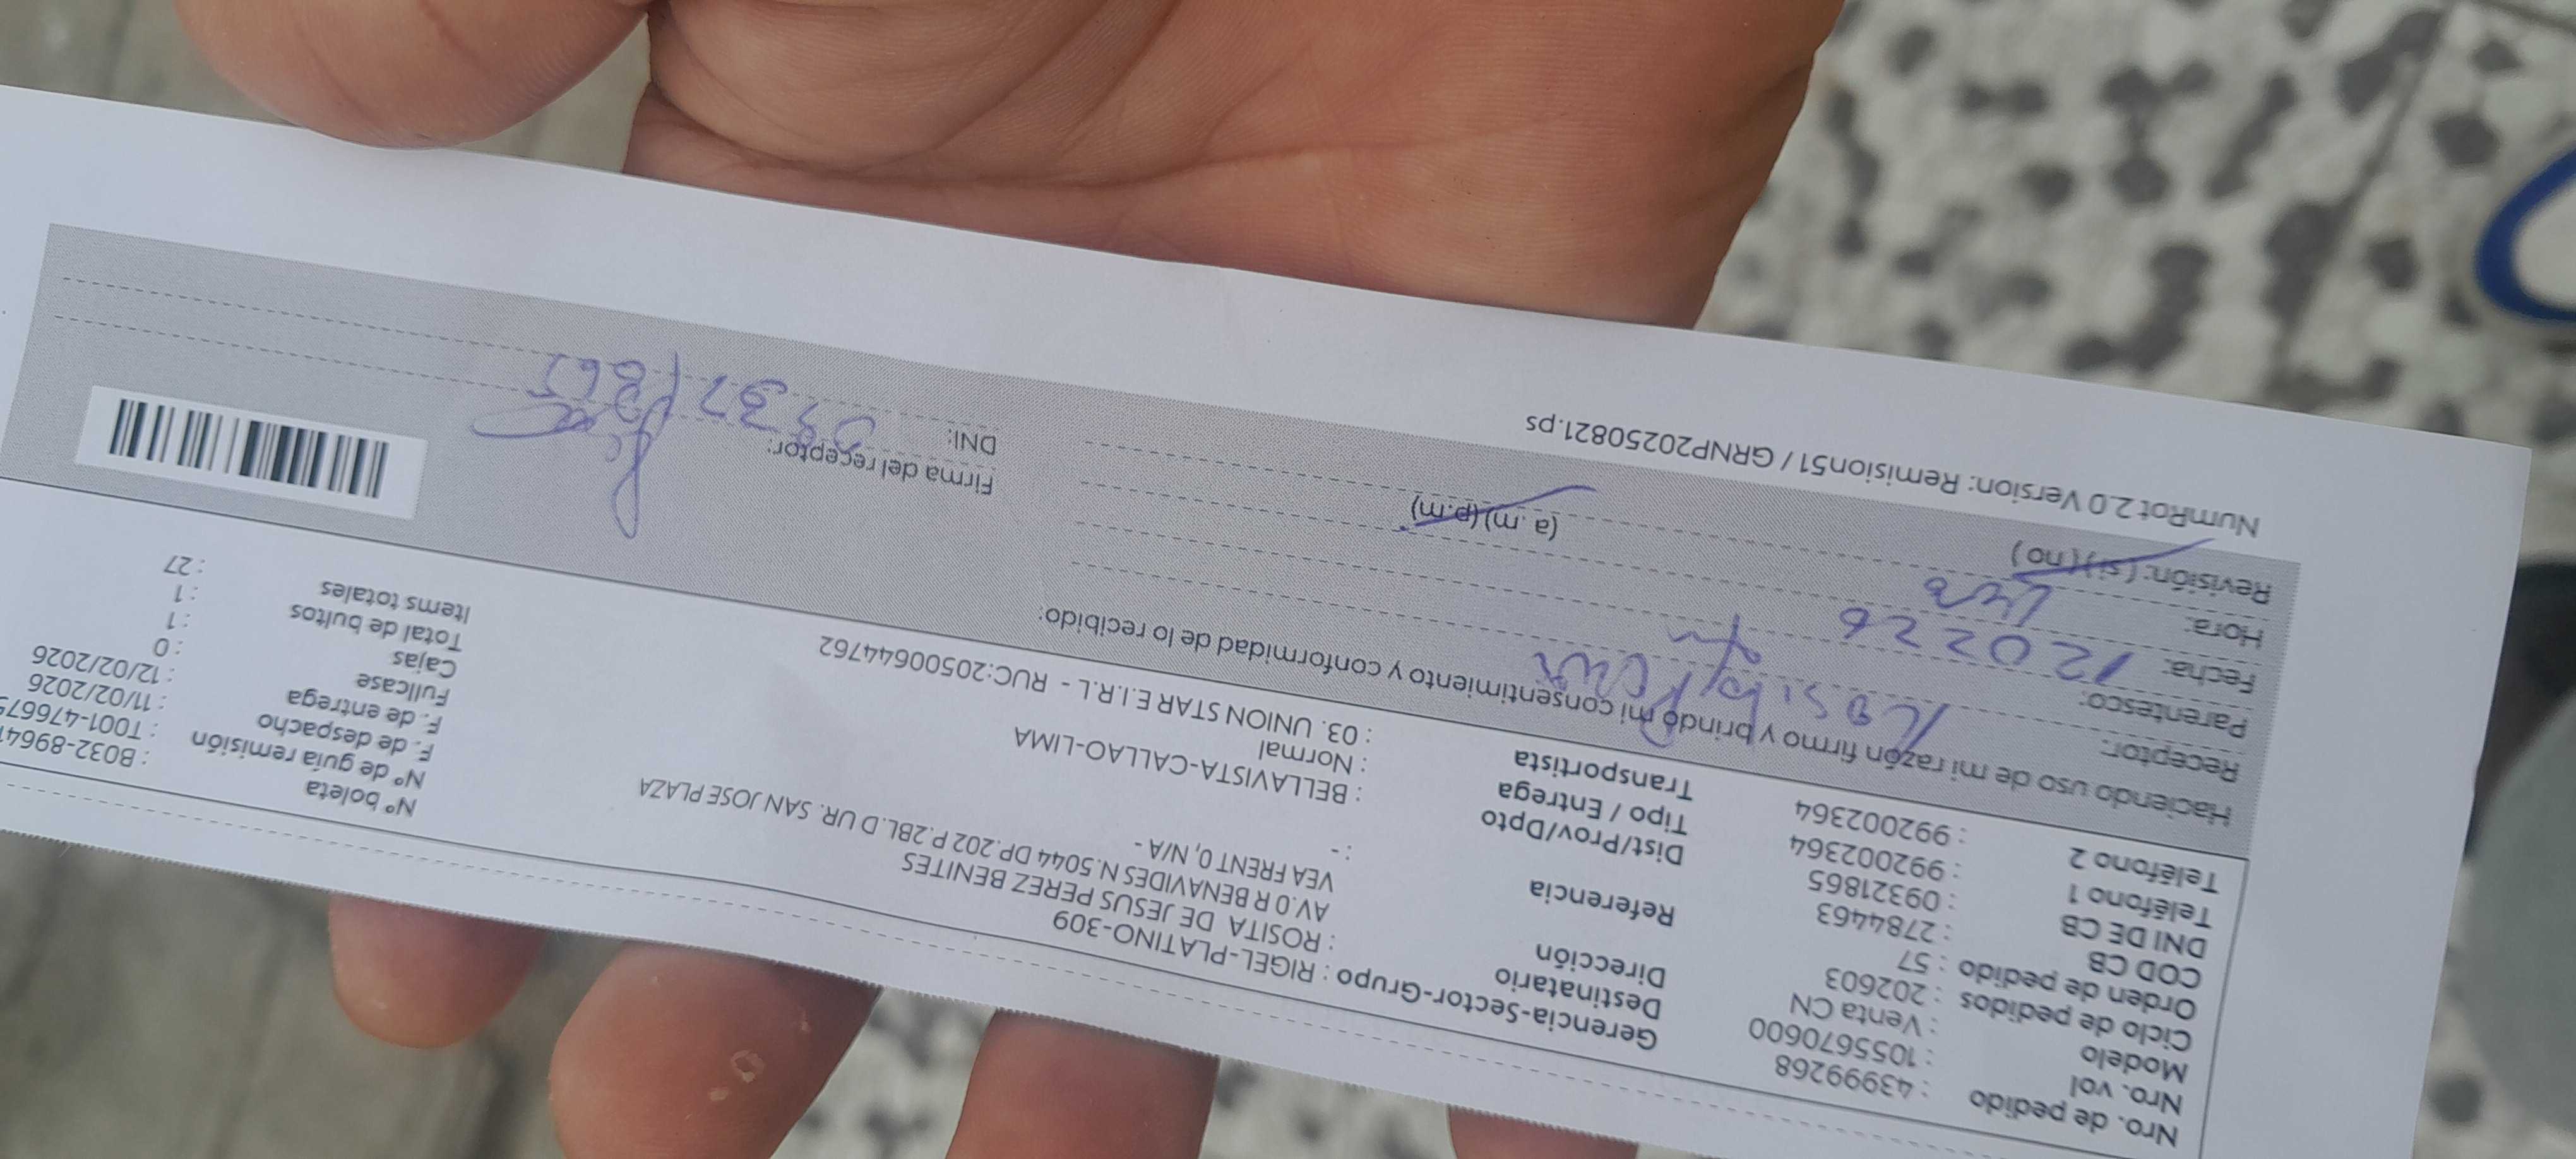 Nro. de pedido : 43999268
Nro. vol : 1055670600
Modelo : Venta CN
Ciclo de pedidos : 202603
Orden de pedido : 57
COD CB : 2784463
DNI DE CB : 09321865
Teléfono 1 : 992002364
Teléfono 2 : 992002364
Gerencia-Sector-Grupo : RIGEL-PLATINO-309
Destinatario : ROSITA DE JESUS PEREZ BENITES
Dirección AV.0 R BENAVIDES N.5044 DP.202 P.2BL.D UR. SAN JOSE PLAZA
VEA FRENT 0, N/A -
Referencia : -
Dist/Prov/Dpto : BELLAVISTA-CALLAO-LIMA
Tipo / Entrega : Normal
Transportista : 03. UNION STAR E.I.R.L - RUC:20500644762
N° boleta : B032-8964
N° de guía remisión : T001-47667
F. de despacho : 11/02/2026
F. de entrega : 12/02/2026
Fullcase : 0
Cajas : 1
Total de bultos : 1
Items totales : 27
Haciendo uso de mi razón firmo y brindo mi consentimiento y conformidad de lo recibido:
Receptor: Rosita
Parentesco:
Fecha: 12 02 26
Hora: (a .m) (p.m)
Revisión: ( si ) ( no )
Firma del receptor:
DNI:
NumRot 2.0 Version: Remision51 / GRNP20250821.ps